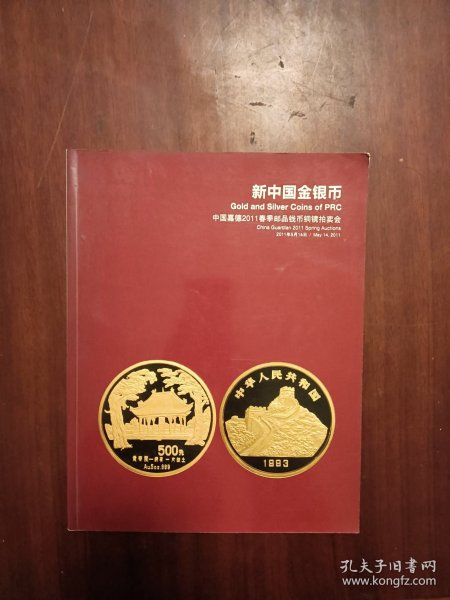 新中国金银币
Gold and Silver Coins of PRC
中国嘉德2011春季邮品钱币铜镜拍卖会
China Guardian 2011 Spring Auctions
2011年5月14日 / May 14, 2011
500元
Au5oz.999
中华人民共和国
1993
孔夫子旧书网
www.kongfz.com